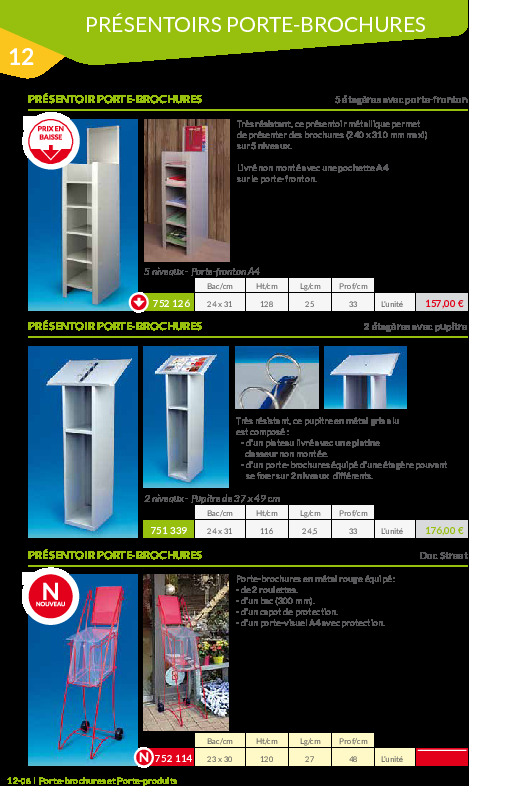 PRÉSENTOIRS PORTE-BROCHURES
12
PRÉSENTOIR PORTE-BROCHURES
5 étagères avec porte-fronton
PRIX EN
BAISSE
Très résistant, ce présentoir métallique permet
de présenter des brochures (240 x 310 mm maxi)
sur 5 niveaux.
Livré non monté avec une pochette A4
sur le porte-fronton.
5 niveaux - Porte-fronton A4
Bac/cm Ht/cm Lg/cm Prof/cm
752 126 24 x 31 128 25 33 L'unité 157,00 €
PRÉSENTOIR PORTE-BROCHURES
2 étagères avec pupitre
Très résistant, ce pupitre en métal gris alu
est composé :
- d'un plateau livré avec une platine
classeur non montée.
- d'un porte-brochures équipé d'une étagère pouvant
se fixer sur 2 niveaux différents.
2 niveaux - Pupitre de 37 x 49 cm
Bac/cm Ht/cm Lg/cm Prof/cm
751 339 24 x 31 116 24,5 33 L'unité 176,00 €
PRÉSENTOIR PORTE-BROCHURES
Doc Street
N
NOUVEAU
Porte-brochures en métal rouge équipé :
- de 2 roulettes.
- d'un bac (300 mm).
- d'un capot de protection.
- d'un porte-visuel A4 avec protection.
Bac/cm Ht/cm Lg/cm Prof/cm
N 752 114 23 x 30 120 27 48 L'unité
12-06 | Porte-brochures et Porte-produits